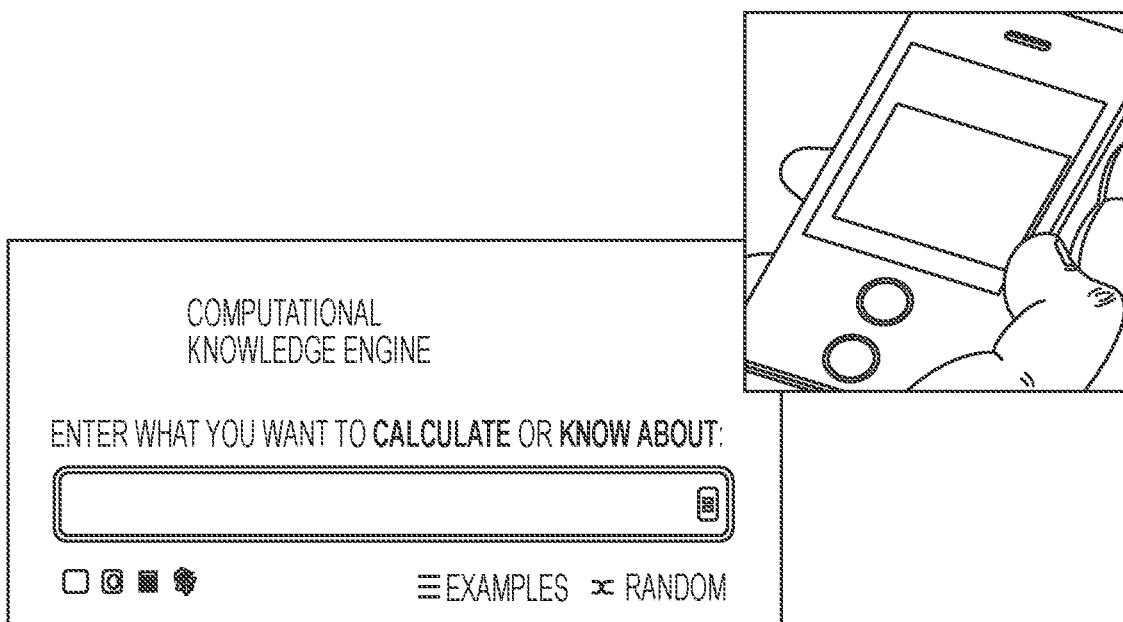 COMPUTATIONAL
KNOWLEDGE ENGINE
ENTER WHAT YOU WANT TO CALCULATE OR KNOW ABOUT:
EXAMPLES RANDOM